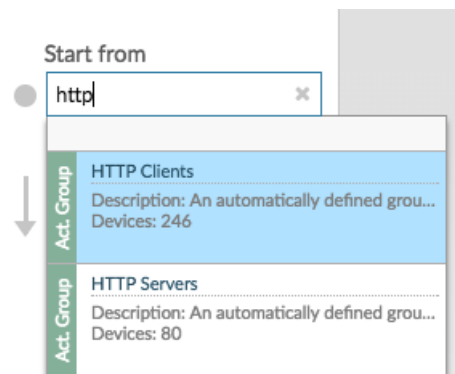 Start from
http
Act. Group
HTTP Clients
Description: An automatically defined grou...
Devices: 246
Act. Group
HTTP Servers
Description: An automatically defined grou...
Devices: 80